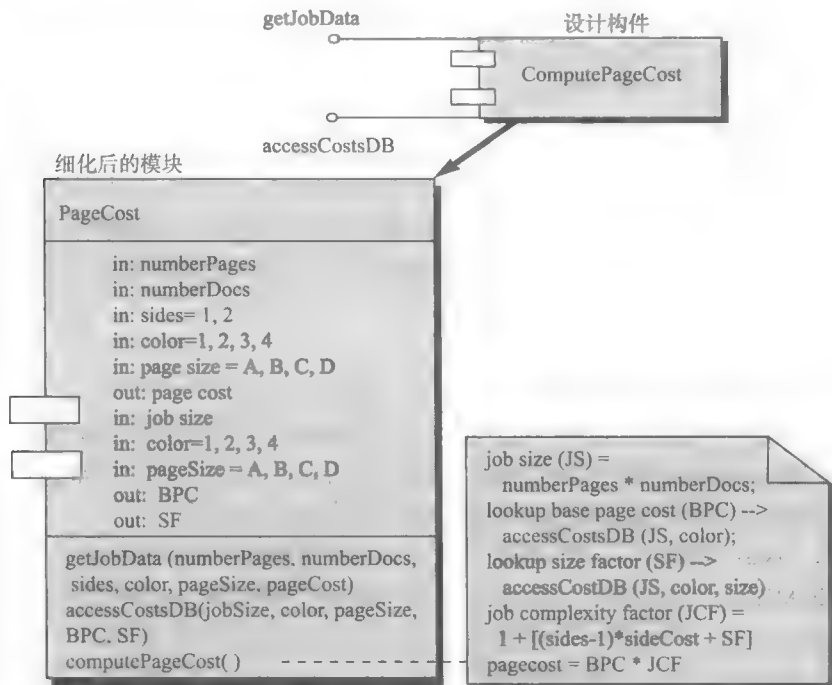 getJobData
设计构件
ComputePageCost
accessCostsDB
细化后的模块
PageCost
in: numberPages
in: numberDocs
in: sides= 1, 2
in: color=1, 2, 3, 4
in: page size = A, B, C, D
out: page cost
in: job size
in: color=1, 2, 3, 4
in: pageSize = A, B, C, D
out: BPC
out: SF
getJobData (numberPages, numberDocs,
sides, color, pageSize, pageCost)
accessCostsDB(jobSize, color, pageSize,
BPC, SF)
computePageCost( )
job size (JS) =
numberPages * numberDocs;
lookup base page cost (BPC) -->
accessCostsDB (JS, color);
lookup size factor (SF) -->
accessCostDB (JS, color, size)
job complexity factor (JCF) =
1 + [(sides-1)*sideCost + SF]
pagecost = BPC * JCF